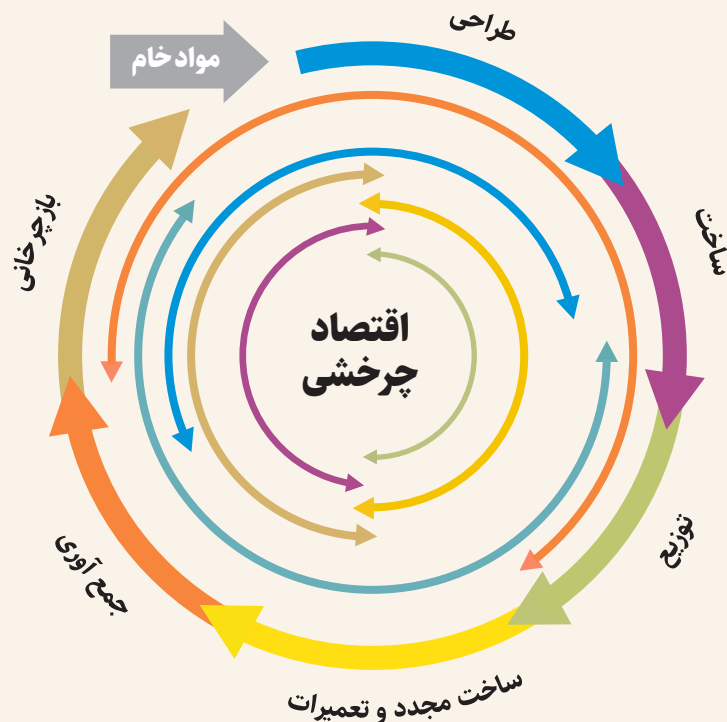 مواد خام
طراحی
ساخت
توزیع
ساخت مجدد و تعمیرات
جمع آوری
بازچرخانی
اقتصاد
چرخشی